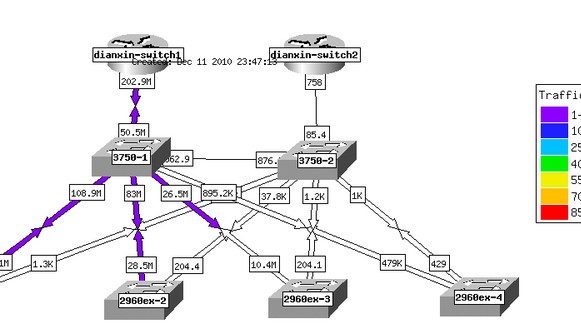 dianxin-switch1
dianxin-switch2
Created: Dec 11 2010 23:47:13
202.9M
758
Traffic
1-
10
25
40
55
70
85
50.5M
85.4
3750-1
862.9
876.
3750-2
108.9M
83M
26.5M
895.2K
37.8K
1.2K
1K
1M
1.3K
28.5M
204.4
10.4M
204.1
479K
429
2960ex-2
2960ex-3
2960ex-4